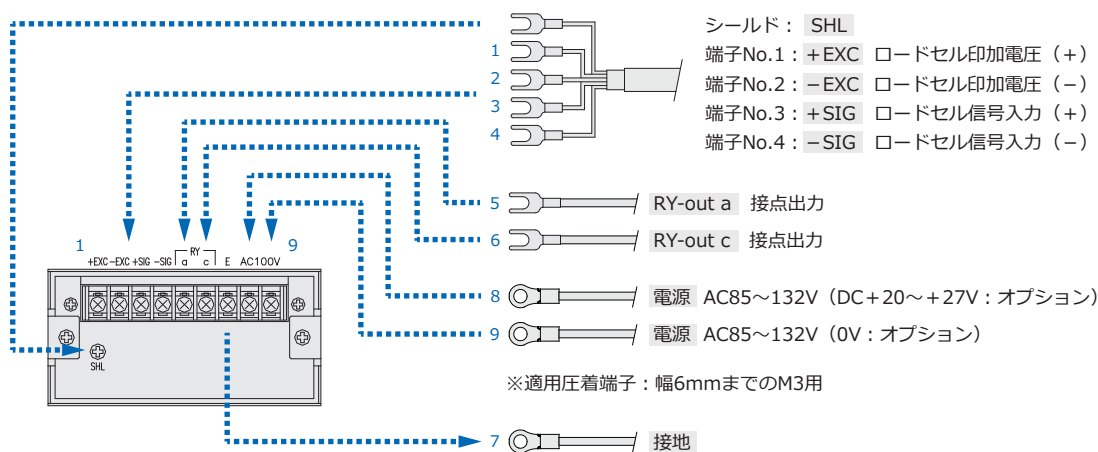 シールド： SHL
1 端子No.1：+EXC ロードセル印加電圧（+）
2 端子No.2：−EXC ロードセル印加電圧（−）
3 端子No.3：+SIG ロードセル信号入力（+）
4 端子No.4：−SIG ロードセル信号入力（−）
5 RY-out a 接点出力
6 RY-out c 接点出力
1 9
RY
+EXC −EXC +SIG −SIG a c E AC100V
SHL
8 電源 AC85～132V（DC+20～+27V：オプション）
9 電源 AC85～132V（0V：オプション）
※適用圧着端子：幅6mmまでのM3用
7 接地